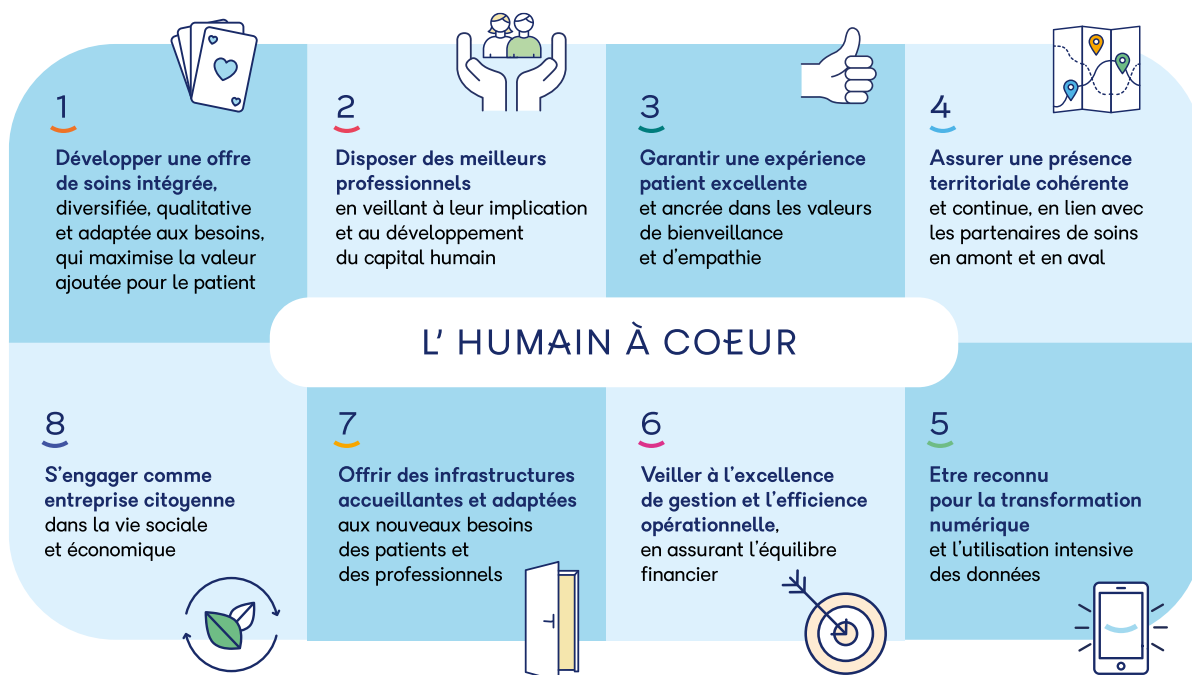 1
Développer une offre
de soins intégrée,
diversifiée, qualitative
et adaptée aux besoins,
qui maximise la valeur
ajoutée pour le patient
2
Disposer des meilleurs
professionnels
en veillant à leur implication
et au développement
du capital humain
3
Garantir une expérience
patient excellente
et ancrée dans les valeurs
de bienveillance
et d'empathie
4
Assurer une présence
territoriale cohérente
et continue, en lien avec
les partenaires de soins
en amont et en aval
L' HUMAIN À COEUR
8
S'engager comme
entreprise citoyenne
dans la vie sociale
et économique
7
Offrir des infrastructures
accueillantes et adaptées
aux nouveaux besoins
des patients et
des professionnels
6
Veiller à l'excellence
de gestion et l'efficience
opérationnelle,
en assurant l'équilibre
financier
5
Etre reconnu
pour la transformation
numérique
et l'utilisation intensive
des données